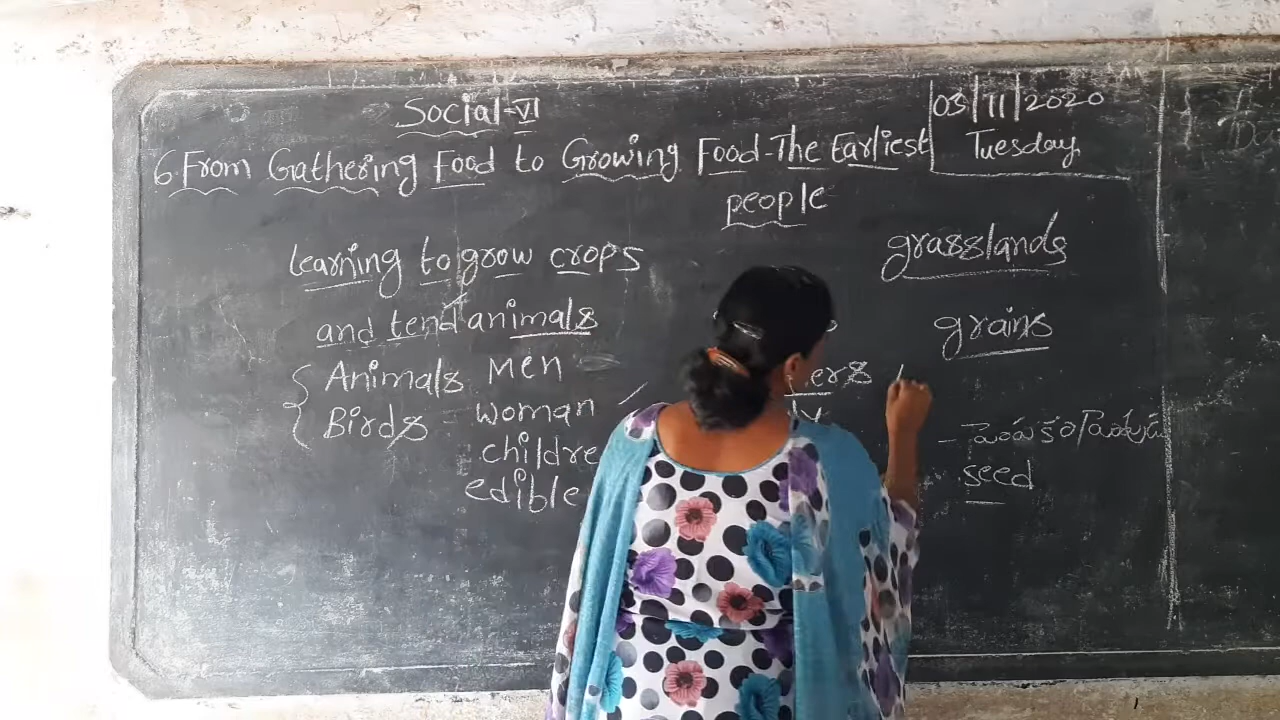 Social-VI
03/11/2020
Tuesday
6. From Gathering Food to Growing Food-The Earliest
people
learning to grow crops
and tend animals
Animals
Birds -
Men
woman
edible
grasslands
grains
seed